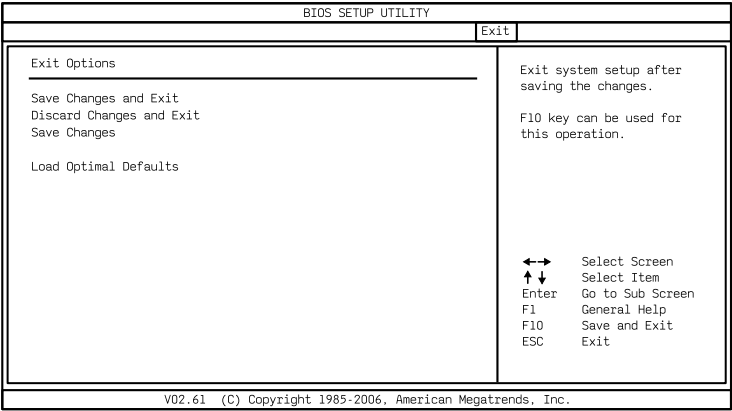 BIOS SETUP UTILITY
Exit
Exit Options
Save Changes and Exit
Discard Changes and Exit
Save Changes
Load Optimal Defaults
Exit system setup after
saving the changes.
F10 key can be used for
this operation.
←→ Select Screen
↑↓ Select Item
Enter Go to Sub Screen
F1 General Help
F10 Save and Exit
ESC Exit
V02.61 (C) Copyright 1985-2006, American Megatrends, Inc.